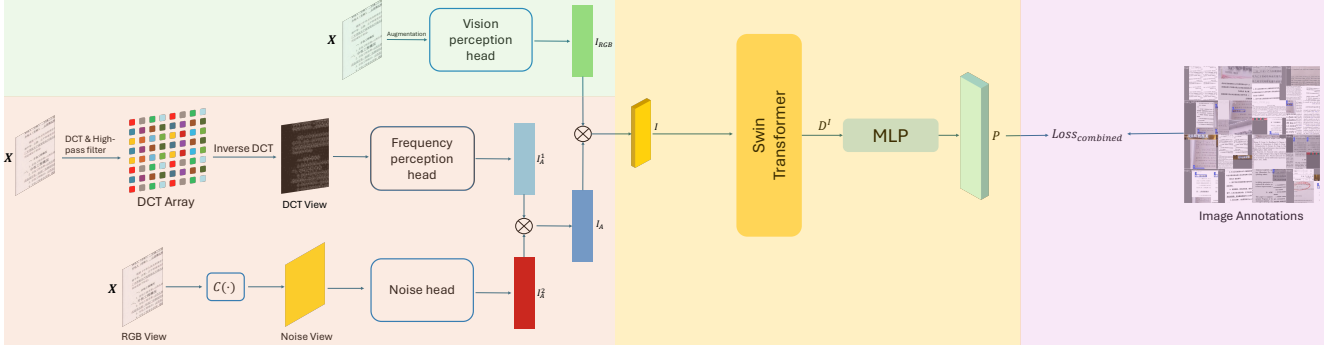 X
Augmentation
Vision
perception
head
I_RGB
X
DCT & High-
pass filter
DCT Array
Inverse DCT
DCT View
Frequency
perception
head
I_A^1
I_A
X
RGB View
C(·)
Noise View
Noise head
I_A^2
I
Swin
Transformer
D^I
MLP
P
Loss_combined
Image Annotations